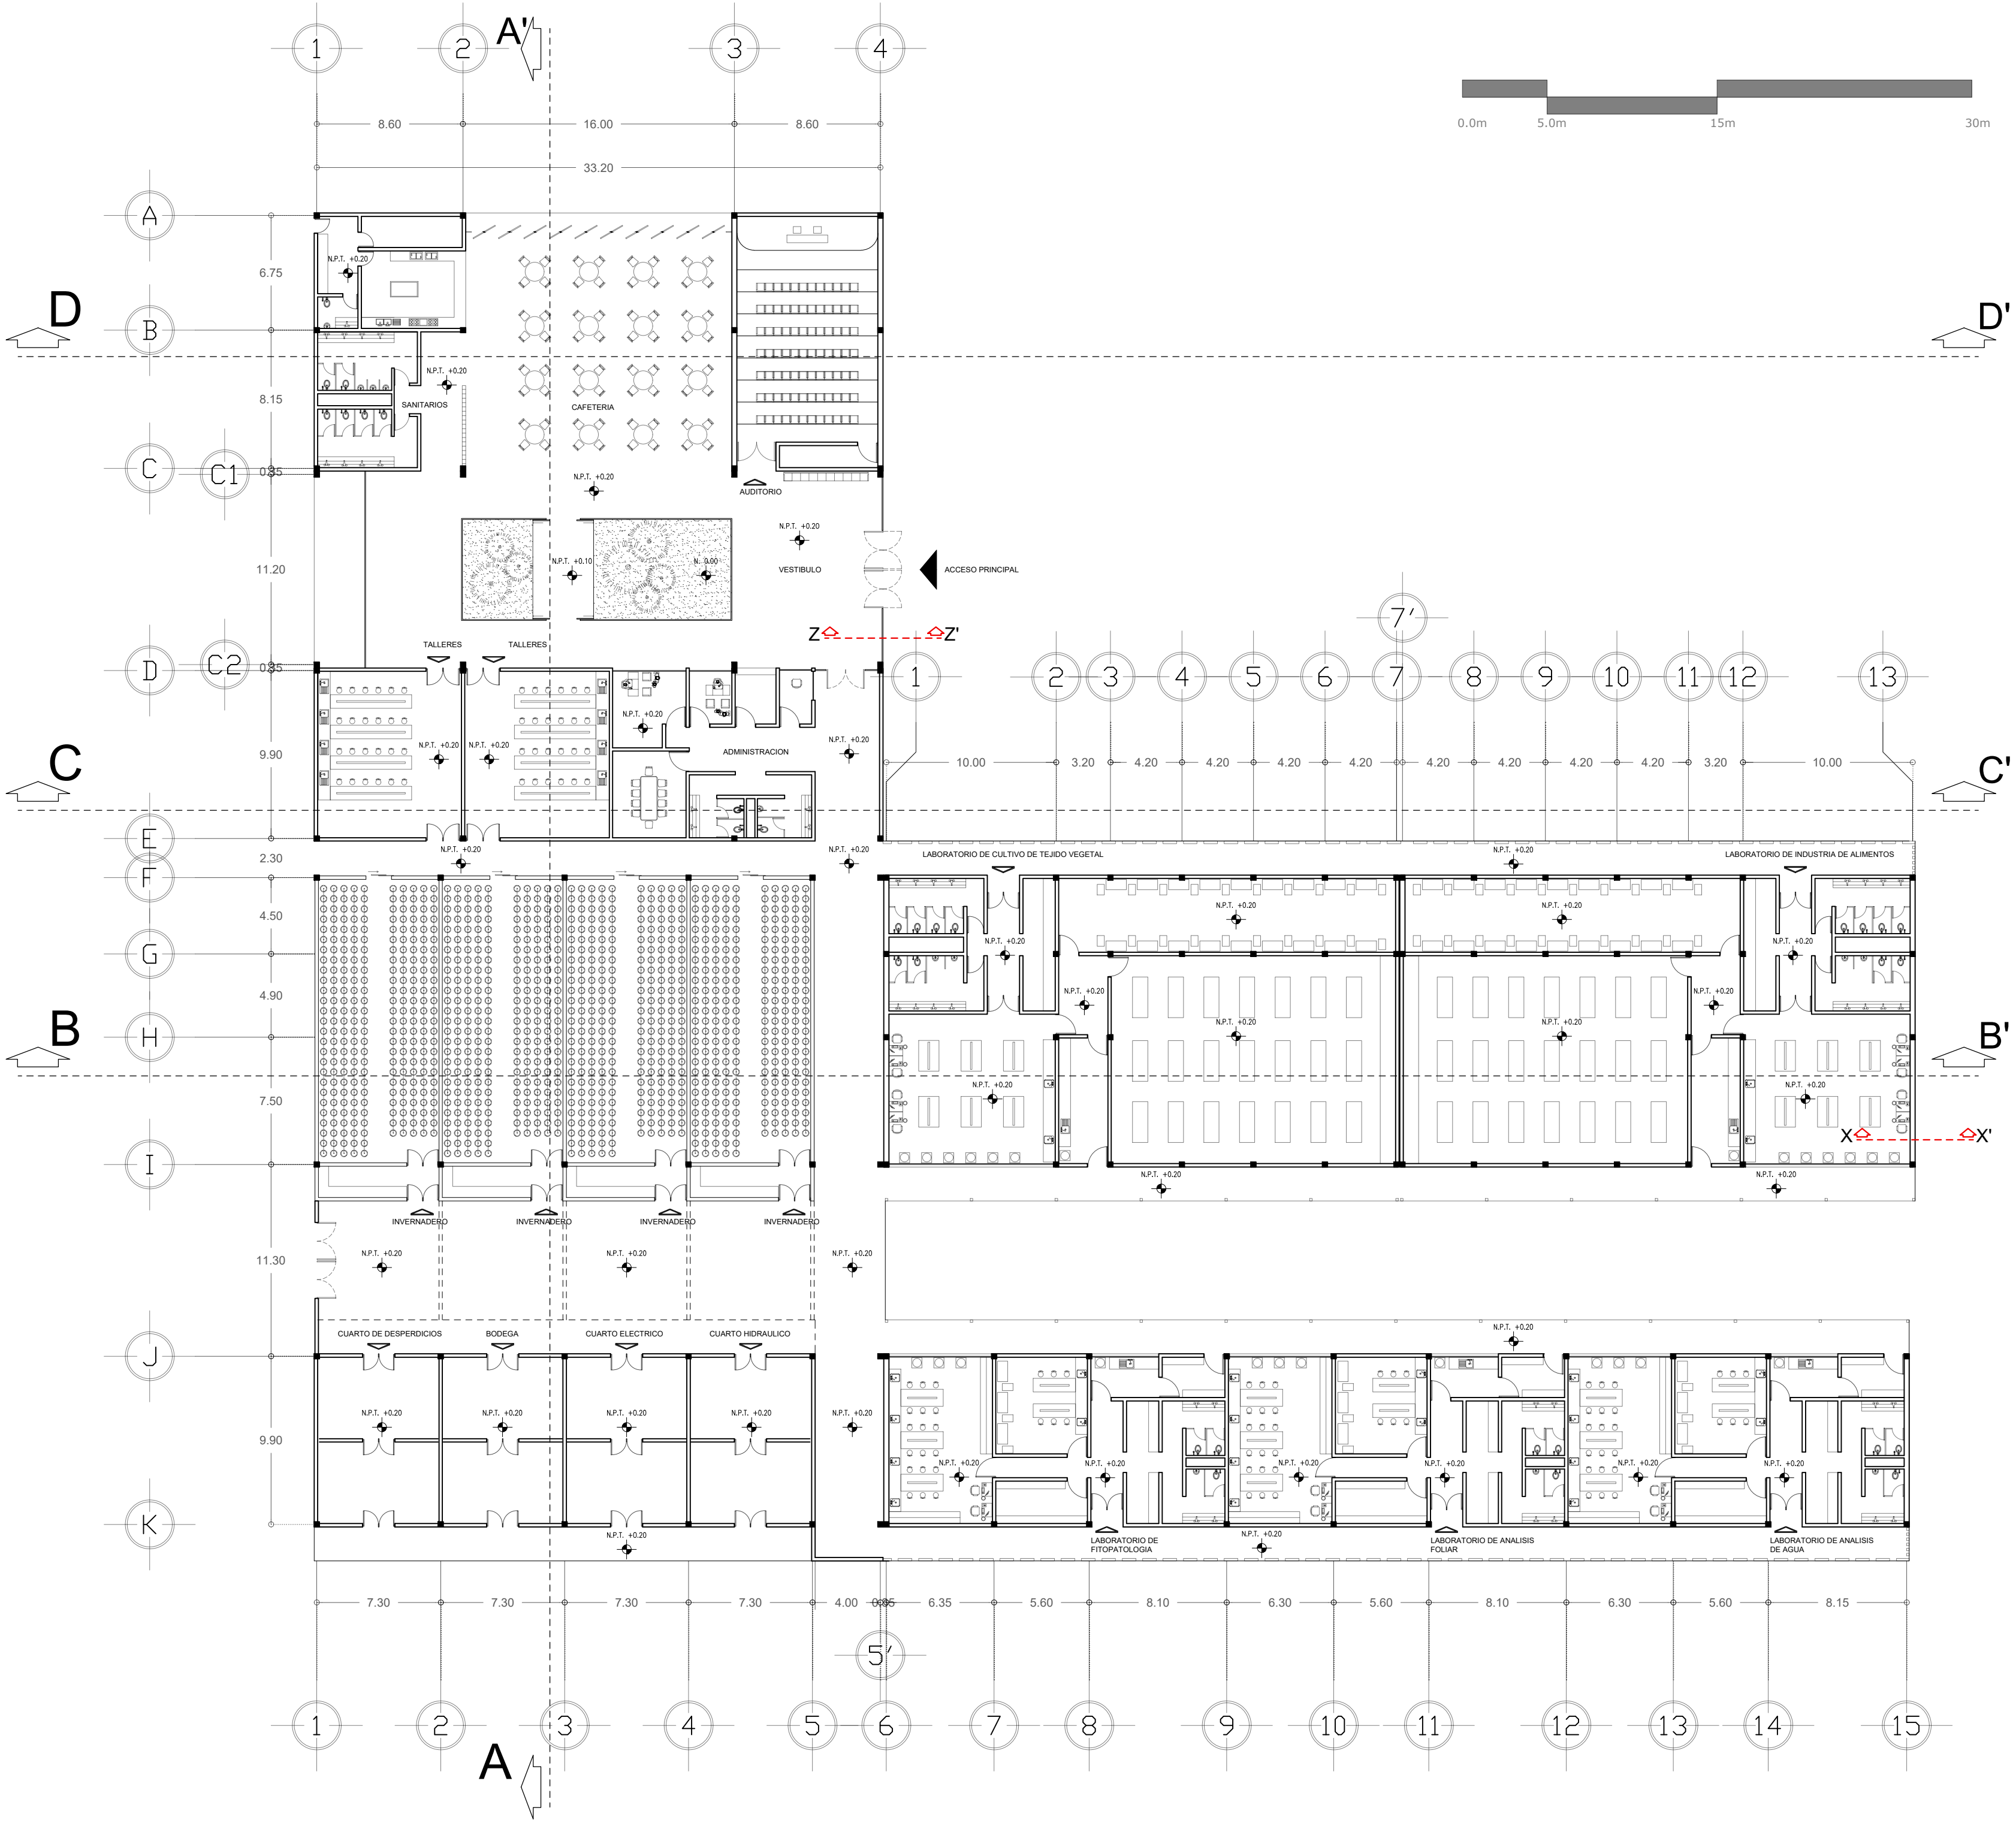 1 2 A' 3 4
8.60 16.00 8.60
33.20
0.0m 5.0m 15m 30m
A
N.P.T. +0.20
6.75
D D'
B
N.P.T. +0.20
8.15 SANITARIOS CAFETERIA
C C1
N.P.T. +0.20
AUDITORIO
N.P.T. +0.20
11.20 N.P.T. +0.10 N. 0.00 VESTIBULO ACCESO PRINCIPAL
7'
Z Z'
TALLERES TALLERES
D C2
1 2 3 4 5 6 7 8 9 10 11 12 13
N.P.T. +0.20
N.P.T. +0.20 N.P.T. +0.20 ADMINISTRACION N.P.T. +0.20
9.90
10.00 3.20 4.20 4.20 4.20 4.20 4.20 4.20 4.20 4.20 3.20 10.00
C C'
E
N.P.T. +0.20 N.P.T. +0.20 N.P.T. +0.20
2.30 LABORATORIO DE CULTIVO DE TEJIDO VEGETAL LABORATORIO DE INDUSTRIA DE ALIMENTOS
F
4.50 N.P.T. +0.20 N.P.T. +0.20
G N.P.T. +0.20 N.P.T. +0.20
4.90 N.P.T. +0.20 N.P.T. +0.20
B B'
H N.P.T. +0.20 N.P.T. +0.20
7.50 N.P.T. +0.20 N.P.T. +0.20
X X'
I
N.P.T. +0.20 N.P.T. +0.20
INVERNADERO INVERNADERO INVERNADERO INVERNADERO
11.30 N.P.T. +0.20 N.P.T. +0.20 N.P.T. +0.20
CUARTO DE DESPERDICIOS BODEGA CUARTO ELECTRICO CUARTO HIDRAULICO N.P.T. +0.20
J
N.P.T. +0.20 N.P.T. +0.20 N.P.T. +0.20 N.P.T. +0.20 N.P.T. +0.20
9.90
N.P.T. +0.20 N.P.T. +0.20 N.P.T. +0.20 N.P.T. +0.20 N.P.T. +0.20 N.P.T. +0.20
K
N.P.T. +0.20 N.P.T. +0.20
LABORATORIO DE
FITOPATOLOGIA
LABORATORIO DE ANALISIS
FOLIAR
LABORATORIO DE ANALISIS
DE AGUA
7.30 7.30 7.30 7.30 4.00 6.35 5.60 8.10 6.30 5.60 8.10 6.30 5.60 8.15
5'
1 2 3 4 5 6 7 8 9 10 11 12 13 14 15
A